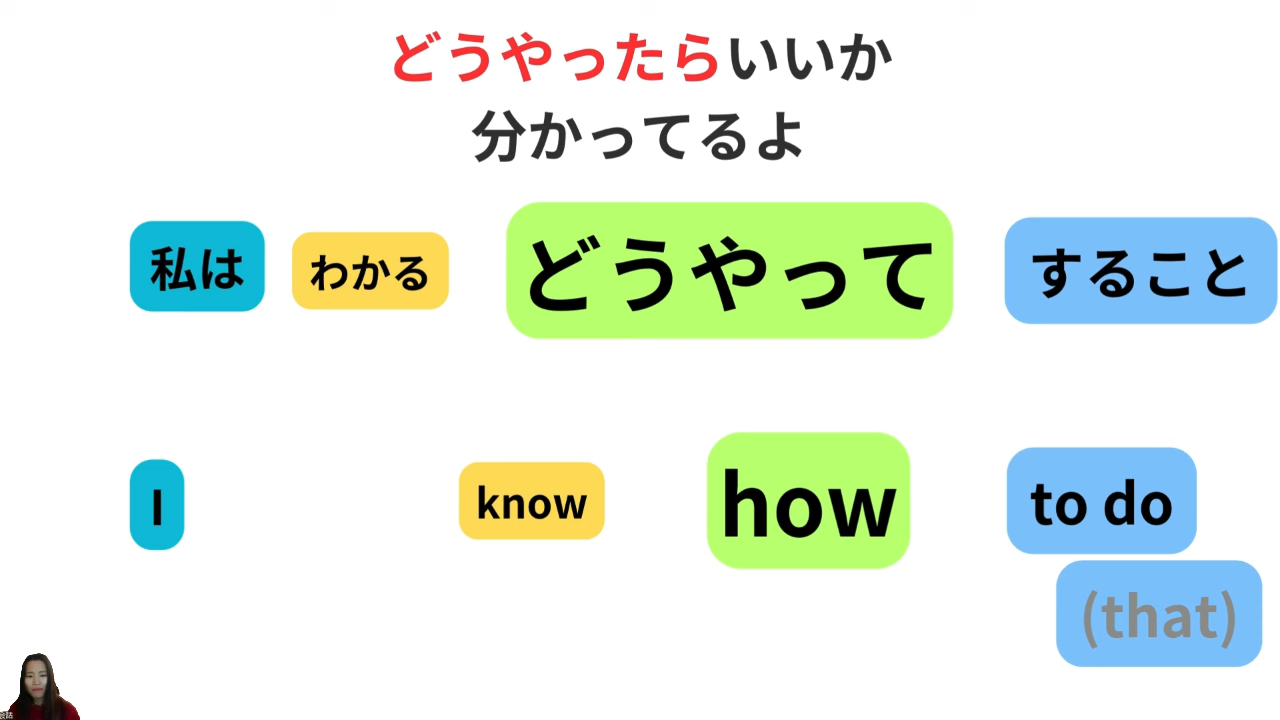 どうやったらいいか
分かってるよ
私は わかる どうやって すること
I know how to do
(that)